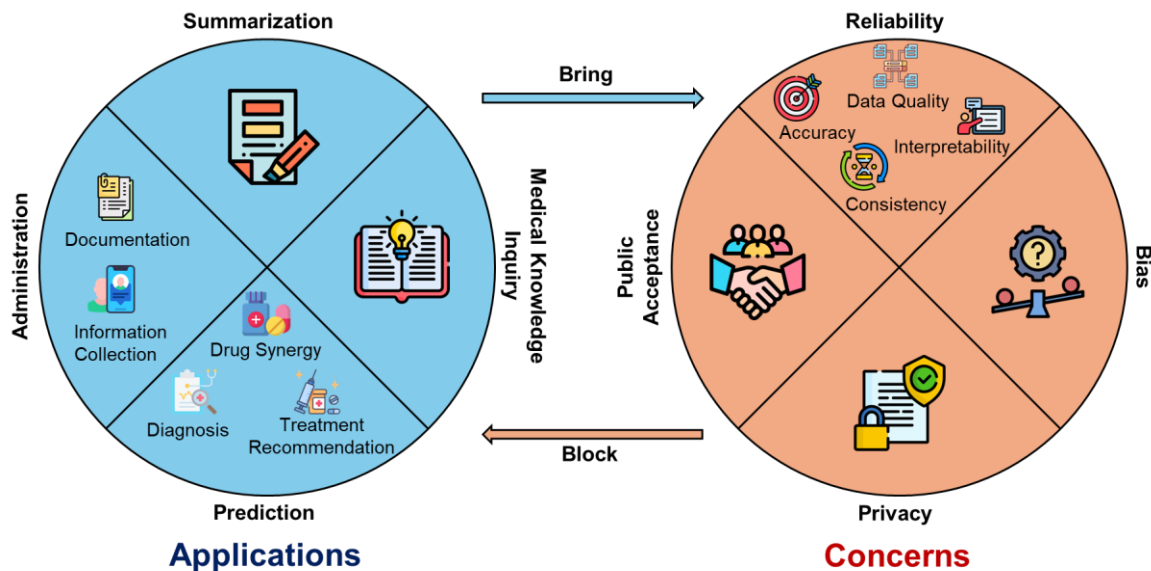 Summarization
Administration
Documentation
Information
Collection
Drug Synergy
Diagnosis
Treatment
Recommendation
Medical Knowledge
Inquiry
Prediction
Applications
Bring
Block
Reliability
Data Quality
Accuracy
Interpretability
Consistency
Public
Acceptance
?
Bias
Privacy
Concerns